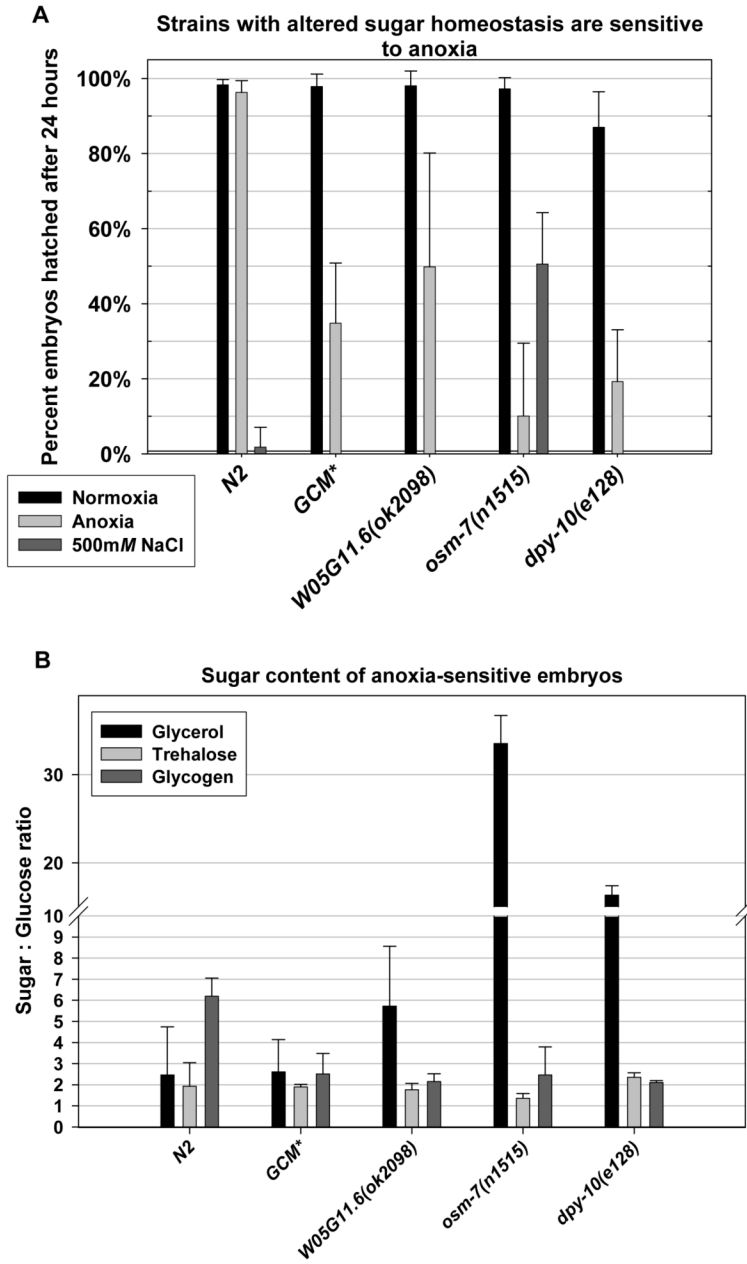 A
Strains with altered sugar homeostasis are sensitive
to anoxia
Percent embryos hatched after 24 hours
100%
80%
60%
40%
20%
0%
N2
GCM*
W05G11.6(ok2098)
osm-7(n1515)
dpy-10(e128)
Normoxia
Anoxia
500mM NaCl
B
Sugar content of anoxia-sensitive embryos
Glycerol
Trehalose
Glycogen
Sugar : Glucose ratio
30
20
10
9
8
7
6
5
4
3
2
1
0
N2
GCM*
W05G11.6(ok2098)
osm-7(n1515)
dpy-10(e128)